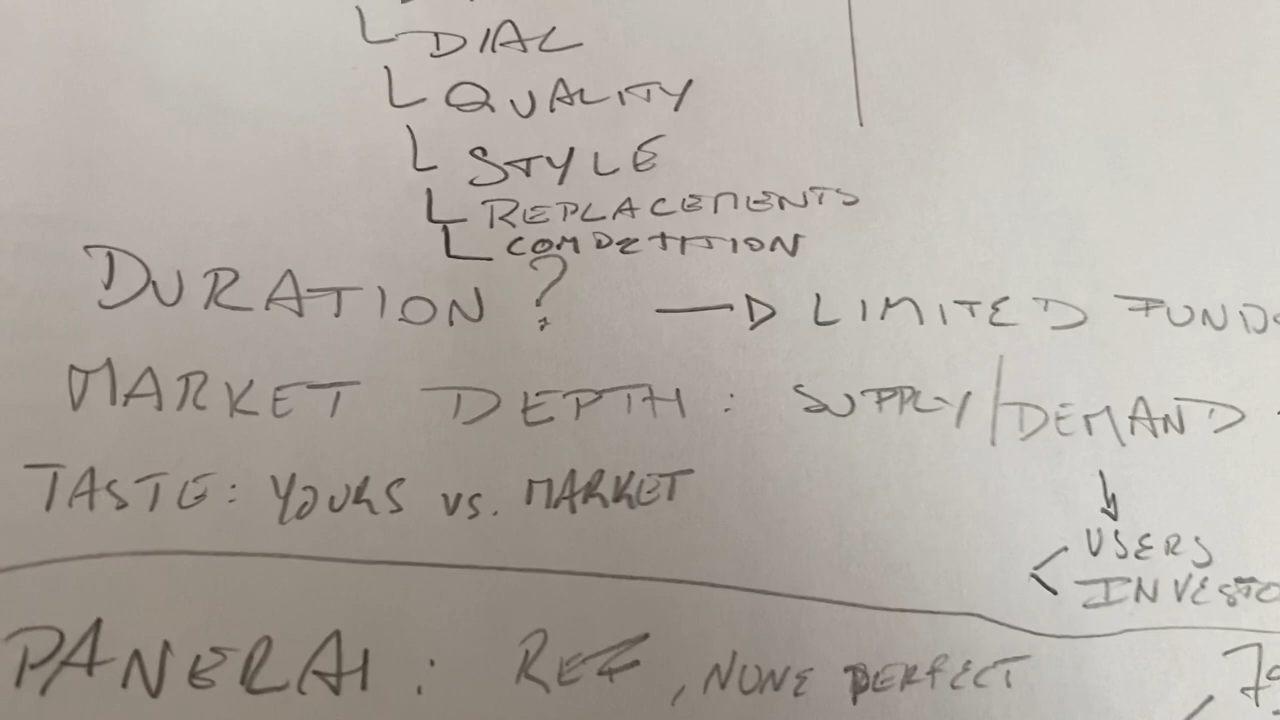 DIAL
QUALITY
STYLE
REPLACEMENTS
COMPETITION
DURATION? → LIMITED FUNDS
MARKET DEPTH: SUPPLY/DEMAND
TASTE: YOURS VS. MARKET
USERS
PANERAI: REF, NONE PERFECT